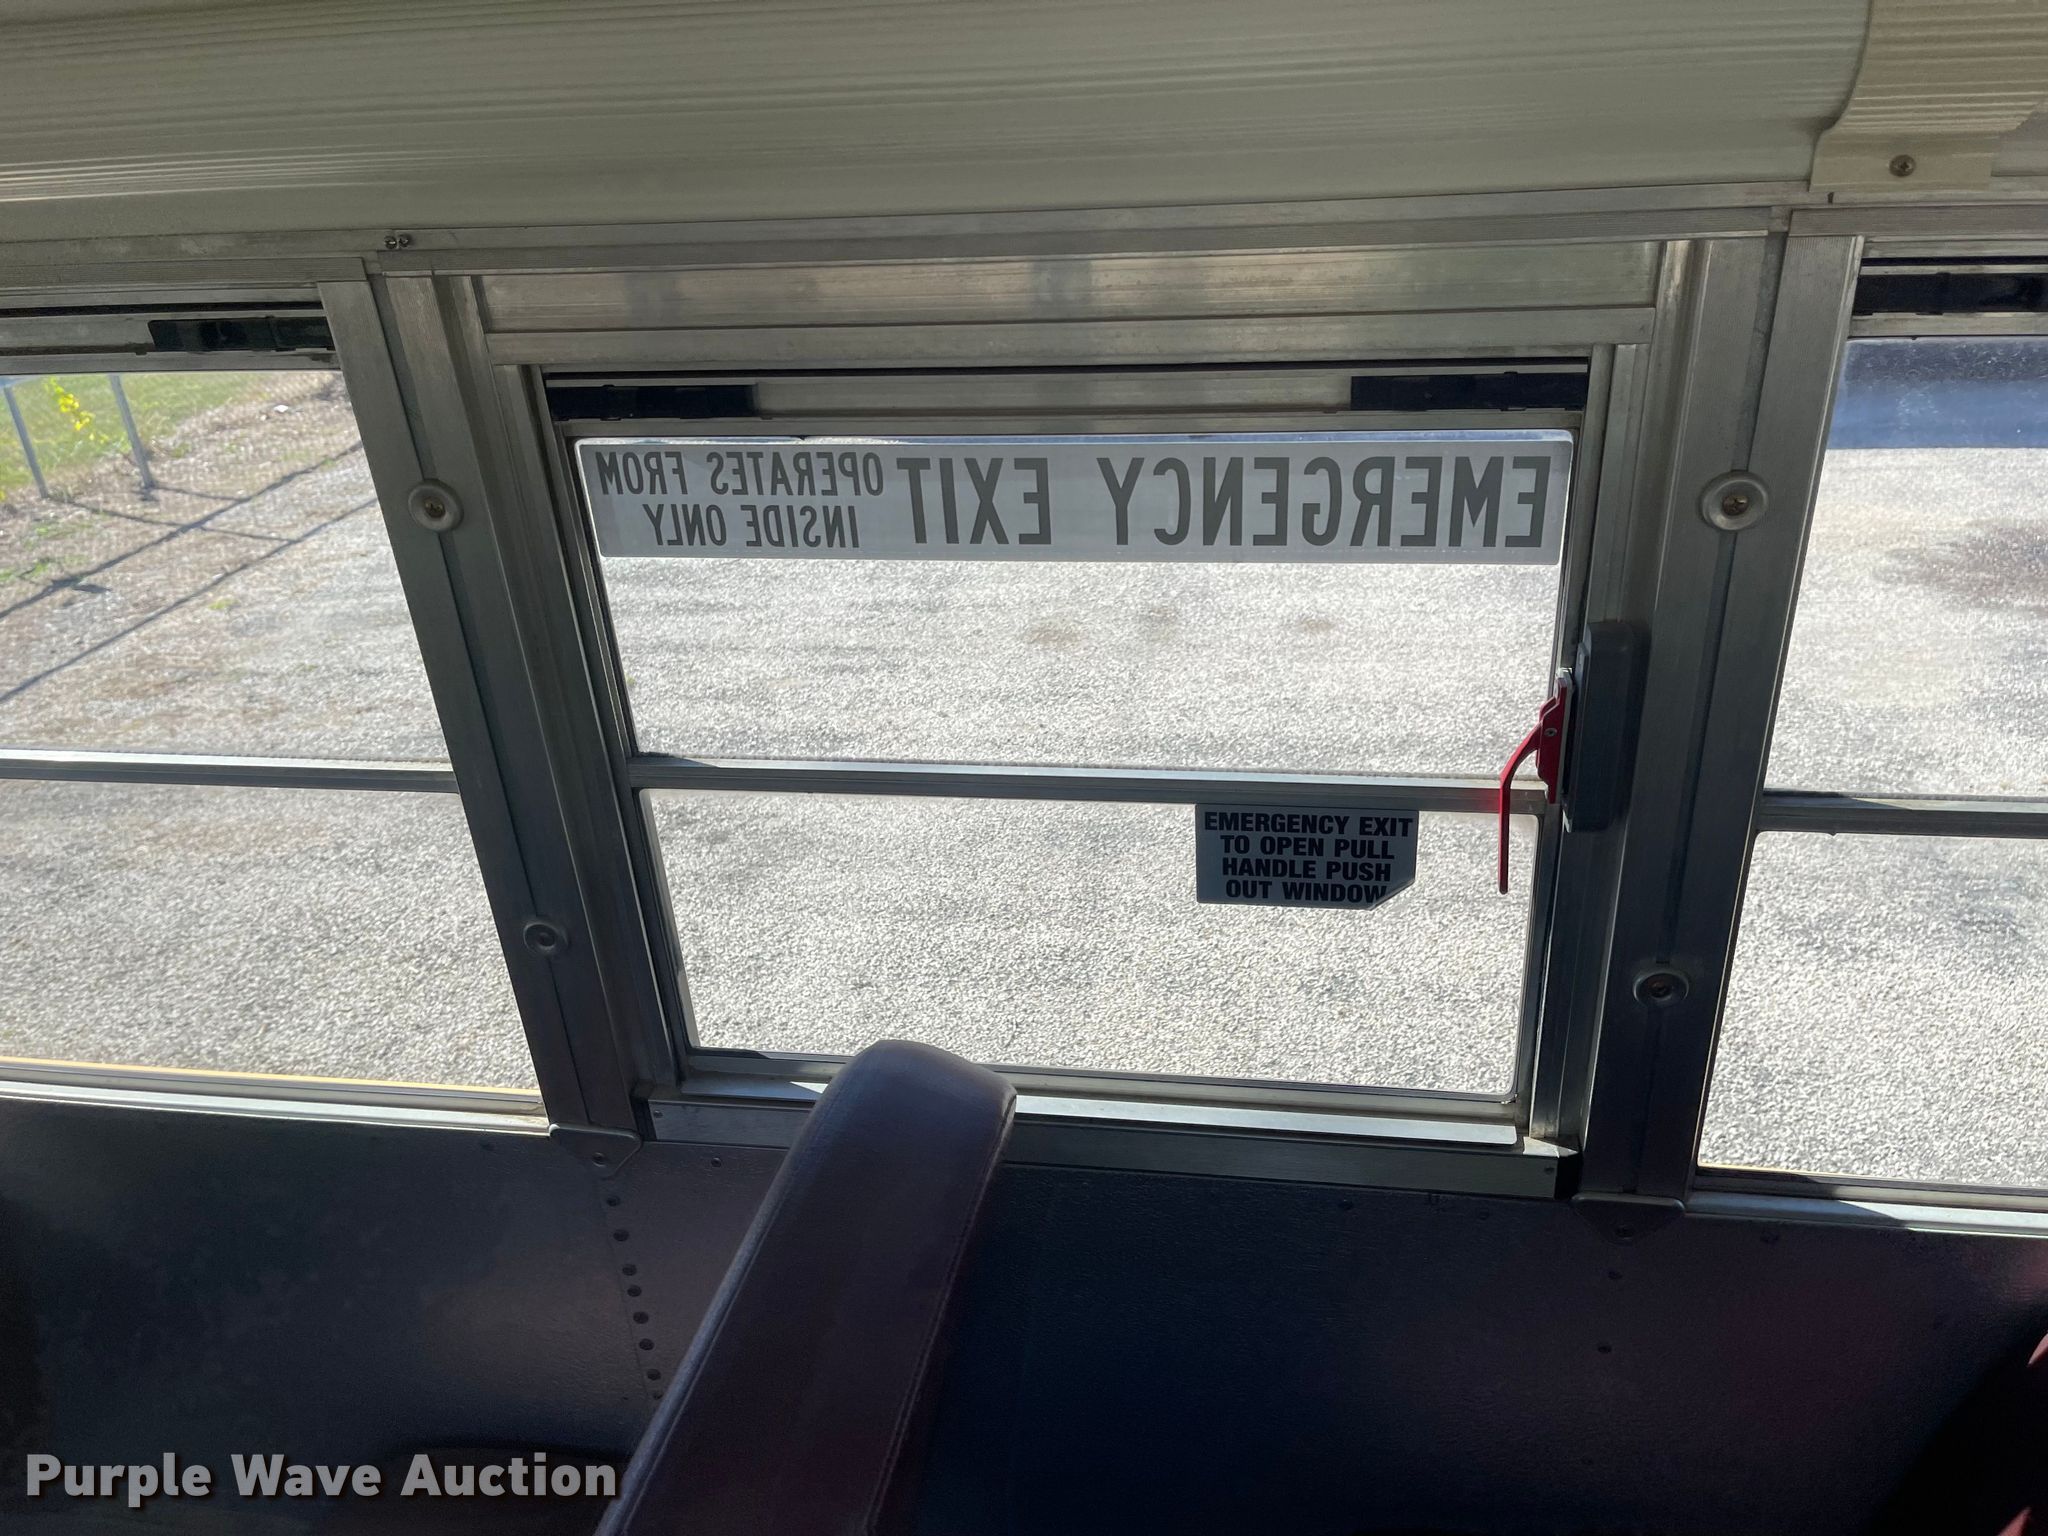 EMERGENCY EXIT OPERATES FROM
INSIDE ONLY
EMERGENCY EXIT
TO OPEN PULL
HANDLE PUSH
OUT WINDOW
Purple Wave Auction